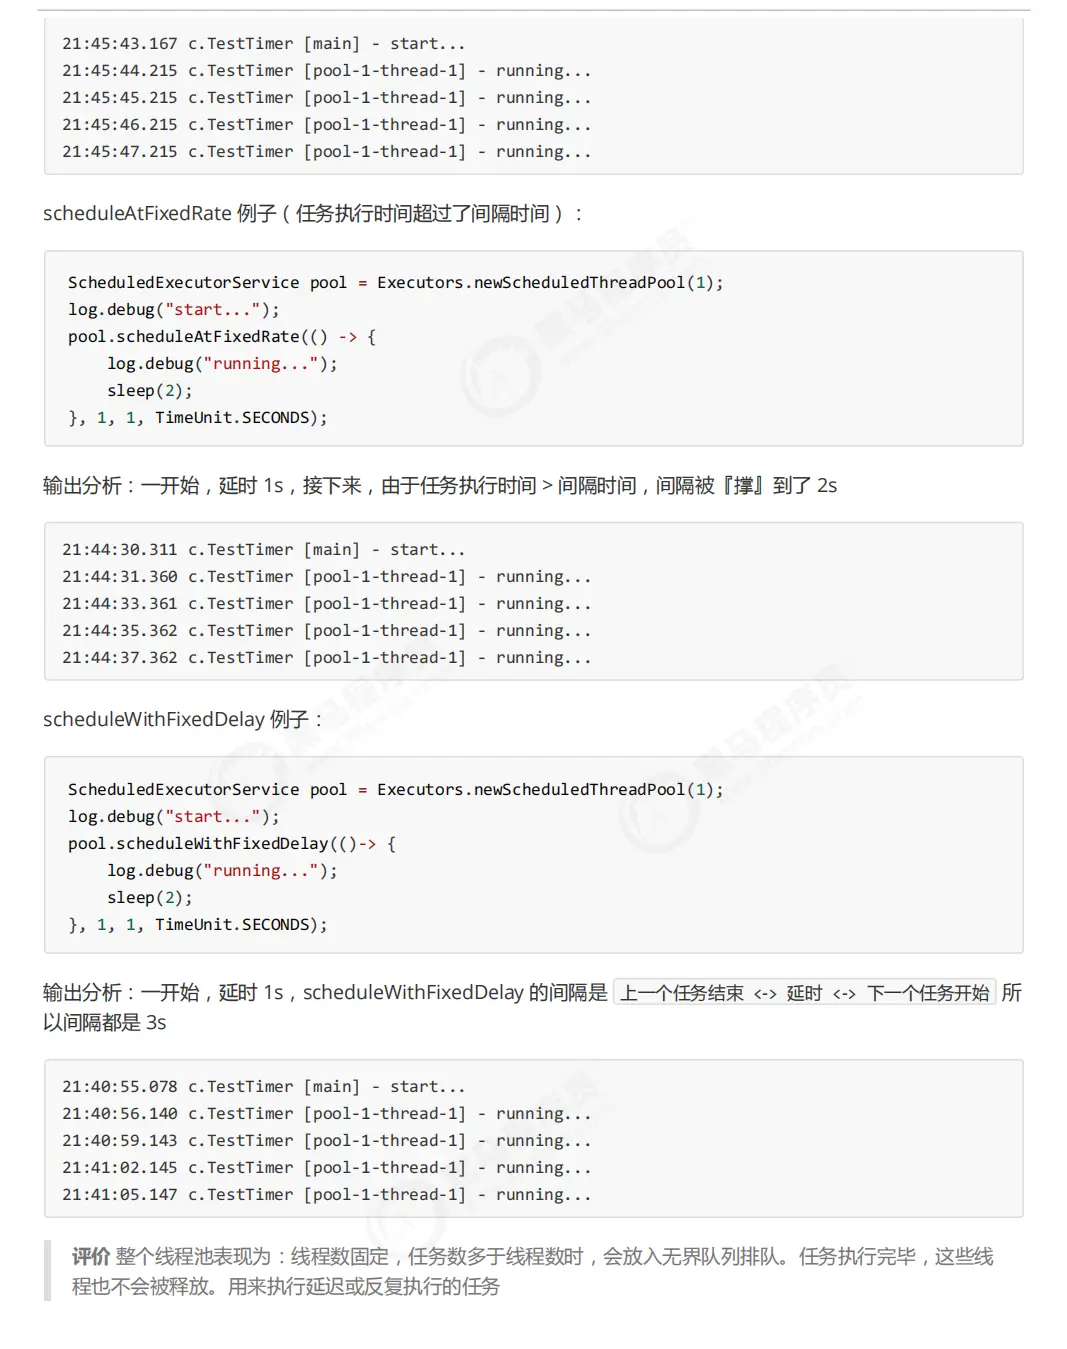 21:45:43.167 c.TestTimer [main] - start...
21:45:44.215 c.TestTimer [pool-1-thread-1] - running...
21:45:45.215 c.TestTimer [pool-1-thread-1] - running...
21:45:46.215 c.TestTimer [pool-1-thread-1] - running...
21:45:47.215 c.TestTimer [pool-1-thread-1] - running...
scheduleAtFixedRate 例子（任务执行时间超过了间隔时间）：
ScheduledExecutorService pool = Executors.newScheduledThreadPool(1);
log.debug("start...");
pool.scheduleAtFixedRate(() -> {
    log.debug("running...");
    sleep(2);
}, 1, 1, TimeUnit.SECONDS);
输出分析：一开始，延时 1s，接下来，由于任务执行时间 > 间隔时间，间隔被『撑』到了 2s
21:44:30.311 c.TestTimer [main] - start...
21:44:31.360 c.TestTimer [pool-1-thread-1] - running...
21:44:33.361 c.TestTimer [pool-1-thread-1] - running...
21:44:35.362 c.TestTimer [pool-1-thread-1] - running...
21:44:37.362 c.TestTimer [pool-1-thread-1] - running...
scheduleWithFixedDelay 例子：
ScheduledExecutorService pool = Executors.newScheduledThreadPool(1);
log.debug("start...");
pool.scheduleWithFixedDelay(()-> {
    log.debug("running...");
    sleep(2);
}, 1, 1, TimeUnit.SECONDS);
输出分析：一开始，延时 1s，scheduleWithFixedDelay 的间隔是 上一个任务结束 <-> 延时 <-> 下一个任务开始 所
以间隔都是 3s
21:40:55.078 c.TestTimer [main] - start...
21:40:56.140 c.TestTimer [pool-1-thread-1] - running...
21:40:59.143 c.TestTimer [pool-1-thread-1] - running...
21:41:02.145 c.TestTimer [pool-1-thread-1] - running...
21:41:05.147 c.TestTimer [pool-1-thread-1] - running...
评价 整个线程池表现为：线程数固定，任务数多于线程数时，会放入无界队列排队。任务执行完毕，这些线
程也不会被释放。用来执行延迟或反复执行的任务
黑马程序员